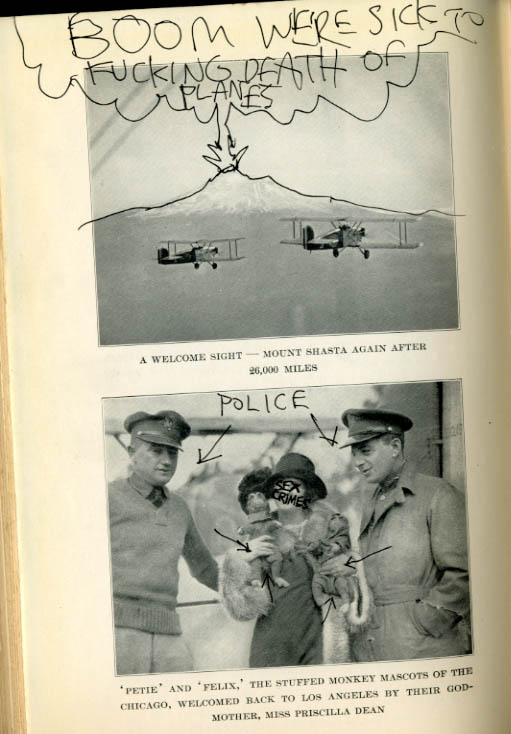 BOOM WERE SICK TO
FUCKING DEATH OF
PLANES
A WELCOME SIGHT — MOUNT SHASTA AGAIN AFTER
26,000 MILES
POLICE
SEX
CRIMES
'PETIE' AND 'FELIX,' THE STUFFED MONKEY MASCOTS OF THE
CHICAGO, WELCOMED BACK TO LOS ANGELES BY THEIR GOD-
MOTHER, MISS PRISCILLA DEAN